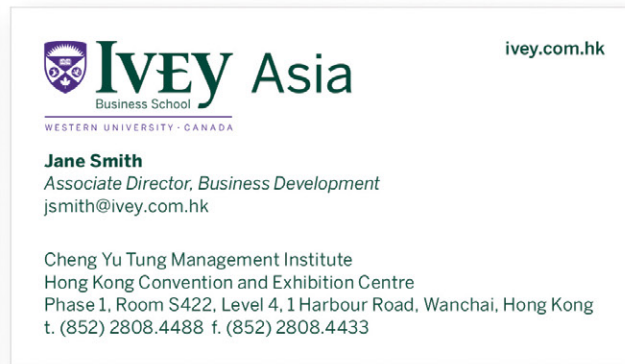 IVEY Asia
Business School
WESTERN UNIVERSITY · CANADA
ivey.com.hk
Jane Smith
Associate Director, Business Development
jsmith@ivey.com.hk
Cheng Yu Tung Management Institute
Hong Kong Convention and Exhibition Centre
Phase 1, Room S422, Level 4, 1 Harbour Road, Wanchai, Hong Kong
t. (852) 2808.4488 f. (852) 2808.4433